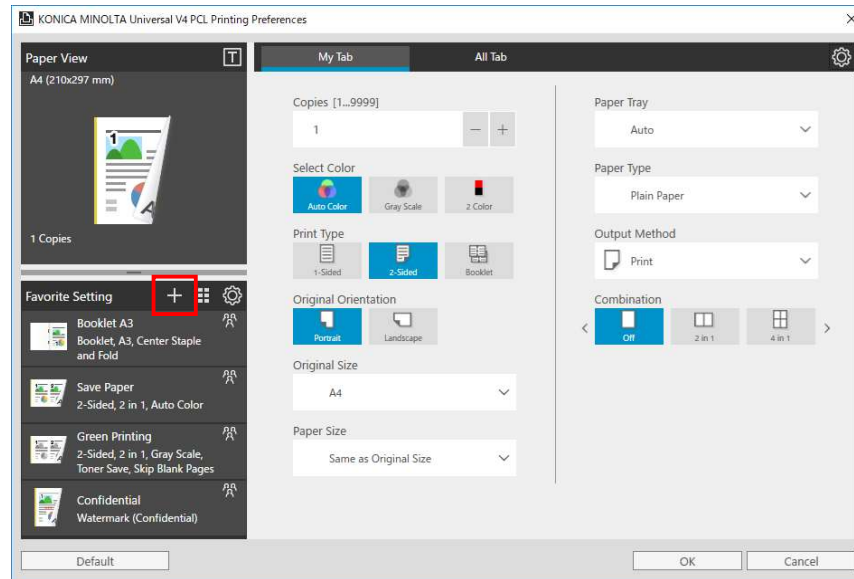 KONICA MINOLTA Universal V4 PCL Printing Preferences
Paper View
T
A4 (210x297 mm)
1
1 Copies
Favorite Setting
Booklet A3
Booklet, A3, Center Staple
and Fold
Save Paper
2-Sided, 2 in 1, Auto Color
Green Printing
2-Sided, 2 in 1, Gray Scale,
Toner Save, Skip Blank Pages
Confidential
Watermark (Confidential)
My Tab
All Tab
Copies [1...9999]
1
Select Color
Auto Color
Gray Scale
2 Color
Print Type
1-Sided
2-Sided
Booklet
Original Orientation
Portrait
Landscape
Original Size
A4
Paper Size
Same as Original Size
Paper Tray
Auto
Paper Type
Plain Paper
Output Method
Print
Combination
Off
2 in 1
4 in 1
Default
OK
Cancel